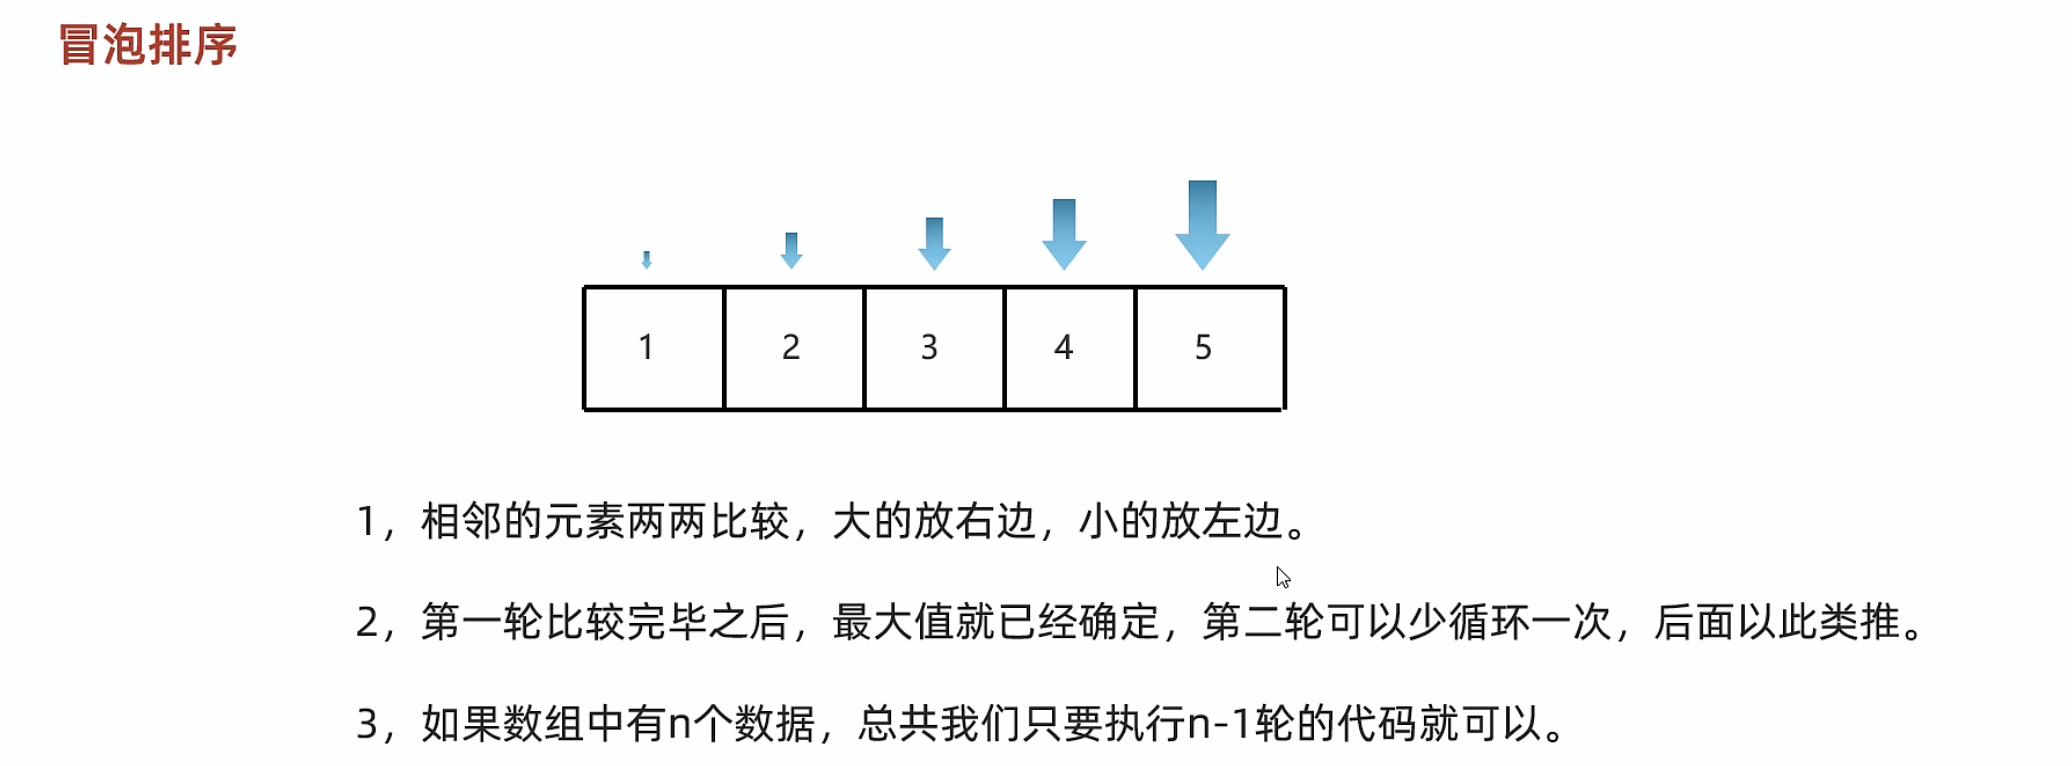 冒泡排序
1 2 3 4 5
1，相邻的元素两两比较，大的放右边，小的放左边。
2，第一轮比较完毕之后，最大值就已经确定，第二轮可以少循环一次，后面以此类推。
3，如果数组中有n个数据，总共我们只要执行n-1轮的代码就可以。